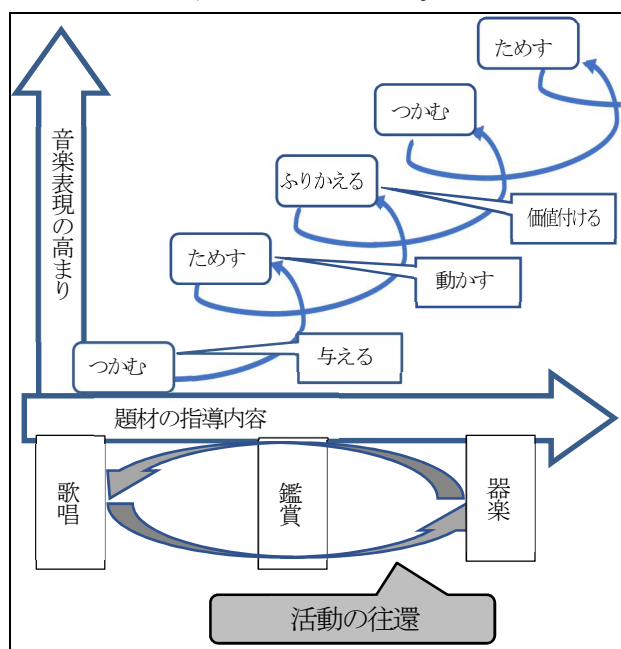 ためす
つかむ
音楽表現の高まり
ふりかえる
価値付ける
ためす
動かす
つかむ
与える
題材の指導内容
歌唱
鑑賞
器楽
活動の往還